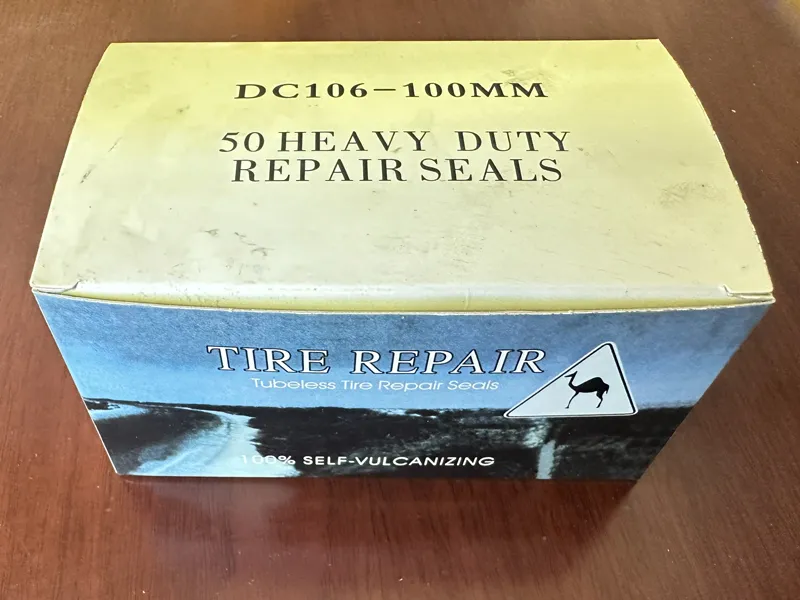 DC106-100MM
50 HEAVY DUTY
REPAIR SEALS
TIRE REPAIR
Tubeless Tire Repair Seals
100% SELF-VULCANIZING